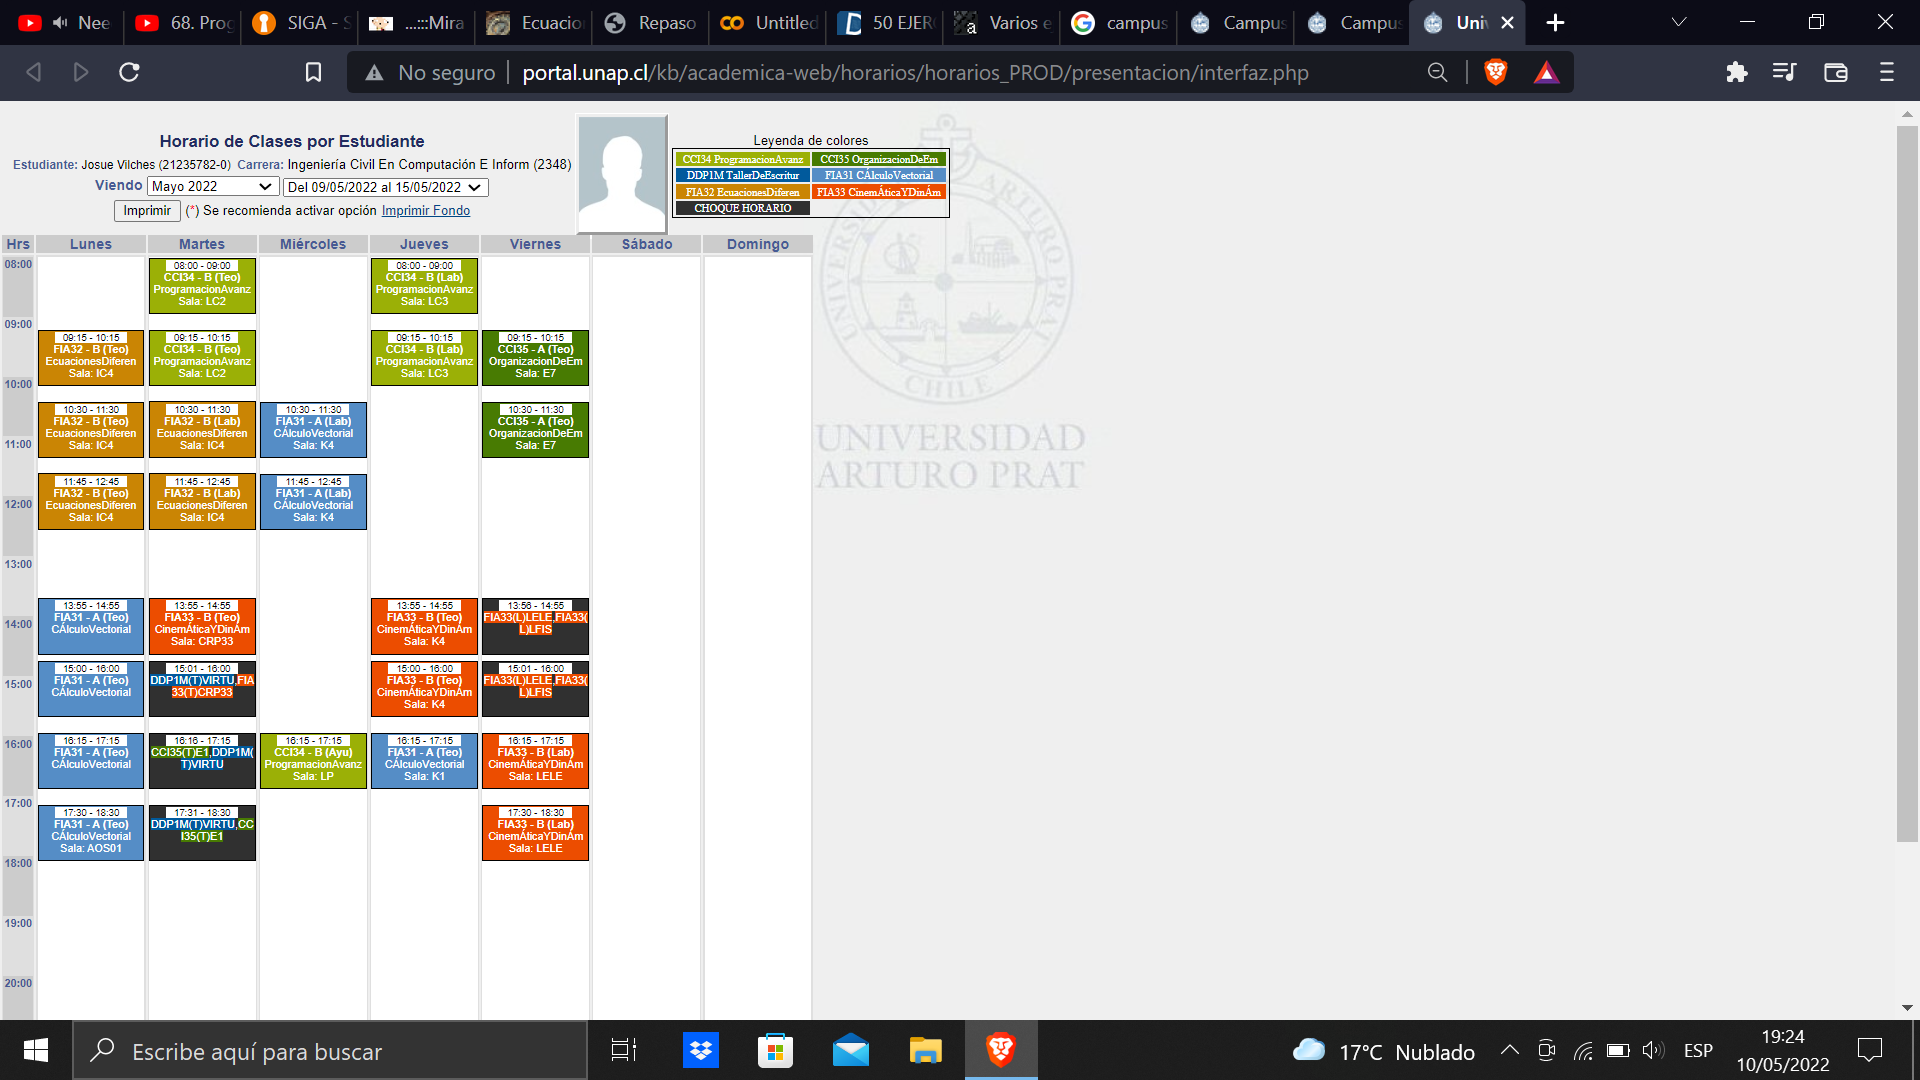 Nee
68. Prog
SIGA - S
...:::Mira
Ecuacion
Repaso
Untitled
50 EJER
Varios e
campus
Campus
Campus
Uni
No seguro
portal.unap.cl/kb/academica-web/horarios/horarios_PROD/presentacion/interfaz.php
Horario de Clases por Estudiante
Estudiante: Josue Vilches (21235782-0) Carrera: Ingeniería Civil En Computación E Inform (2348)
Viendo Mayo 2022 Del 09/05/2022 al 15/05/2022
Imprimir (*) Se recomienda activar opción Imprimir Fondo
Leyenda de colores
CCI34 ProgramacionAvanz CCI35 OrganizacionDeEm
DDP1M TallerDeEscritur FIA31 CÁlculoVectorial
FIA32 EcuacionesDiferen FIA33 CinemÁticaYDinÁm
CHOQUE HORARIO
UNIVERSIDAD ARTURO PRAT
CHILE
UNIVERSIDAD
ARTURO PRAT
Hrs Lunes Martes Miércoles Jueves Viernes Sábado Domingo
08:00
08:00 - 09:00
CCI34 - B (Teo)
ProgramacionAvanz
Sala: LC2
08:00 - 09:00
CCI34 - B (Lab)
ProgramacionAvanz
Sala: LC3
09:00
09:15 - 10:15
FIA32 - B (Teo)
EcuacionesDiferen
Sala: IC4
09:15 - 10:15
CCI34 - B (Teo)
ProgramacionAvanz
Sala: LC2
09:15 - 10:15
CCI34 - B (Lab)
ProgramacionAvanz
Sala: LC3
09:15 - 10:15
CCI35 - A (Teo)
OrganizacionDeEm
Sala: E7
10:00
10:30 - 11:30
FIA32 - B (Teo)
EcuacionesDiferen
Sala: IC4
10:30 - 11:30
FIA32 - B (Lab)
EcuacionesDiferen
Sala: IC4
10:30 - 11:30
FIA31 - A (Lab)
CÁlculoVectorial
Sala: K4
10:30 - 11:30
CCI35 - A (Teo)
OrganizacionDeEm
Sala: E7
11:00
11:45 - 12:45
FIA32 - B (Teo)
EcuacionesDiferen
Sala: IC4
11:45 - 12:45
FIA32 - B (Lab)
EcuacionesDiferen
Sala: IC4
11:45 - 12:45
FIA31 - A (Lab)
CÁlculoVectorial
Sala: K4
12:00
13:00
13:55 - 14:55
FIA31 - A (Teo)
CÁlculoVectorial
13:55 - 14:55
FIA33 - B (Teo)
CinemÁticaYDinÁm
Sala: CRP33
13:55 - 14:55
FIA33 - B (Teo)
CinemÁticaYDinÁm
Sala: K4
13:56 - 14:55
FIA33(L)LELE,FIA33(
L)LFIS
14:00
15:00 - 16:00
FIA31 - A (Teo)
CÁlculoVectorial
15:01 - 16:00
DDP1M(T)VIRTU,FIA
33(T)CRP33
15:00 - 16:00
FIA33 - B (Teo)
CinemÁticaYDinÁm
Sala: K4
15:01 - 16:00
FIA33(L)LELE,FIA33(
L)LFIS
15:00
16:00
16:15 - 17:15
FIA31 - A (Teo)
CÁlculoVectorial
16:16 - 17:15
CCI35(T)E1,DDP1M(
T)VIRTU
16:15 - 17:15
CCI34 - B (Ayu)
ProgramacionAvanz
Sala: LP
16:15 - 17:15
FIA31 - A (Teo)
CÁlculoVectorial
Sala: K1
16:15 - 17:15
FIA33 - B (Lab)
CinemÁticaYDinÁm
Sala: LELE
17:00
17:30 - 18:30
FIA31 - A (Teo)
CÁlculoVectorial
Sala: AOS01
17:31 - 18:30
DDP1M(T)VIRTU,CC
I35(T)E1
17:30 - 18:30
FIA33 - B (Lab)
CinemÁticaYDinÁm
Sala: LELE
18:00
19:00
20:00
Escribe aquí para buscar
17°C Nublado
ESP
19:24
10/05/2022